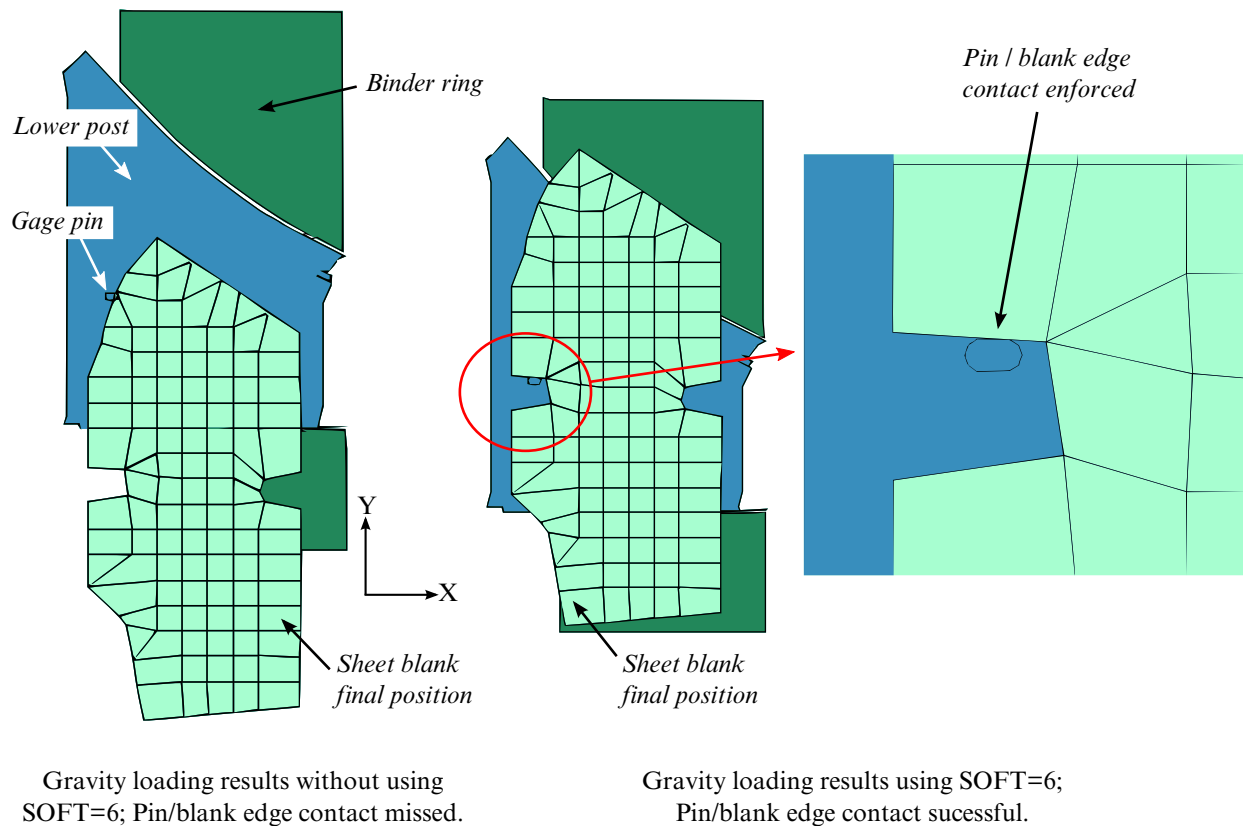 Pin / blank edge
contact enforced
Binder ring
Lower post
Gage pin
Y
X
Sheet blank
final position
Sheet blank
final position
Gravity loading results without using
SOFT=6; Pin/blank edge contact missed.
Gravity loading results using SOFT=6;
Pin/blank edge contact sucessful.